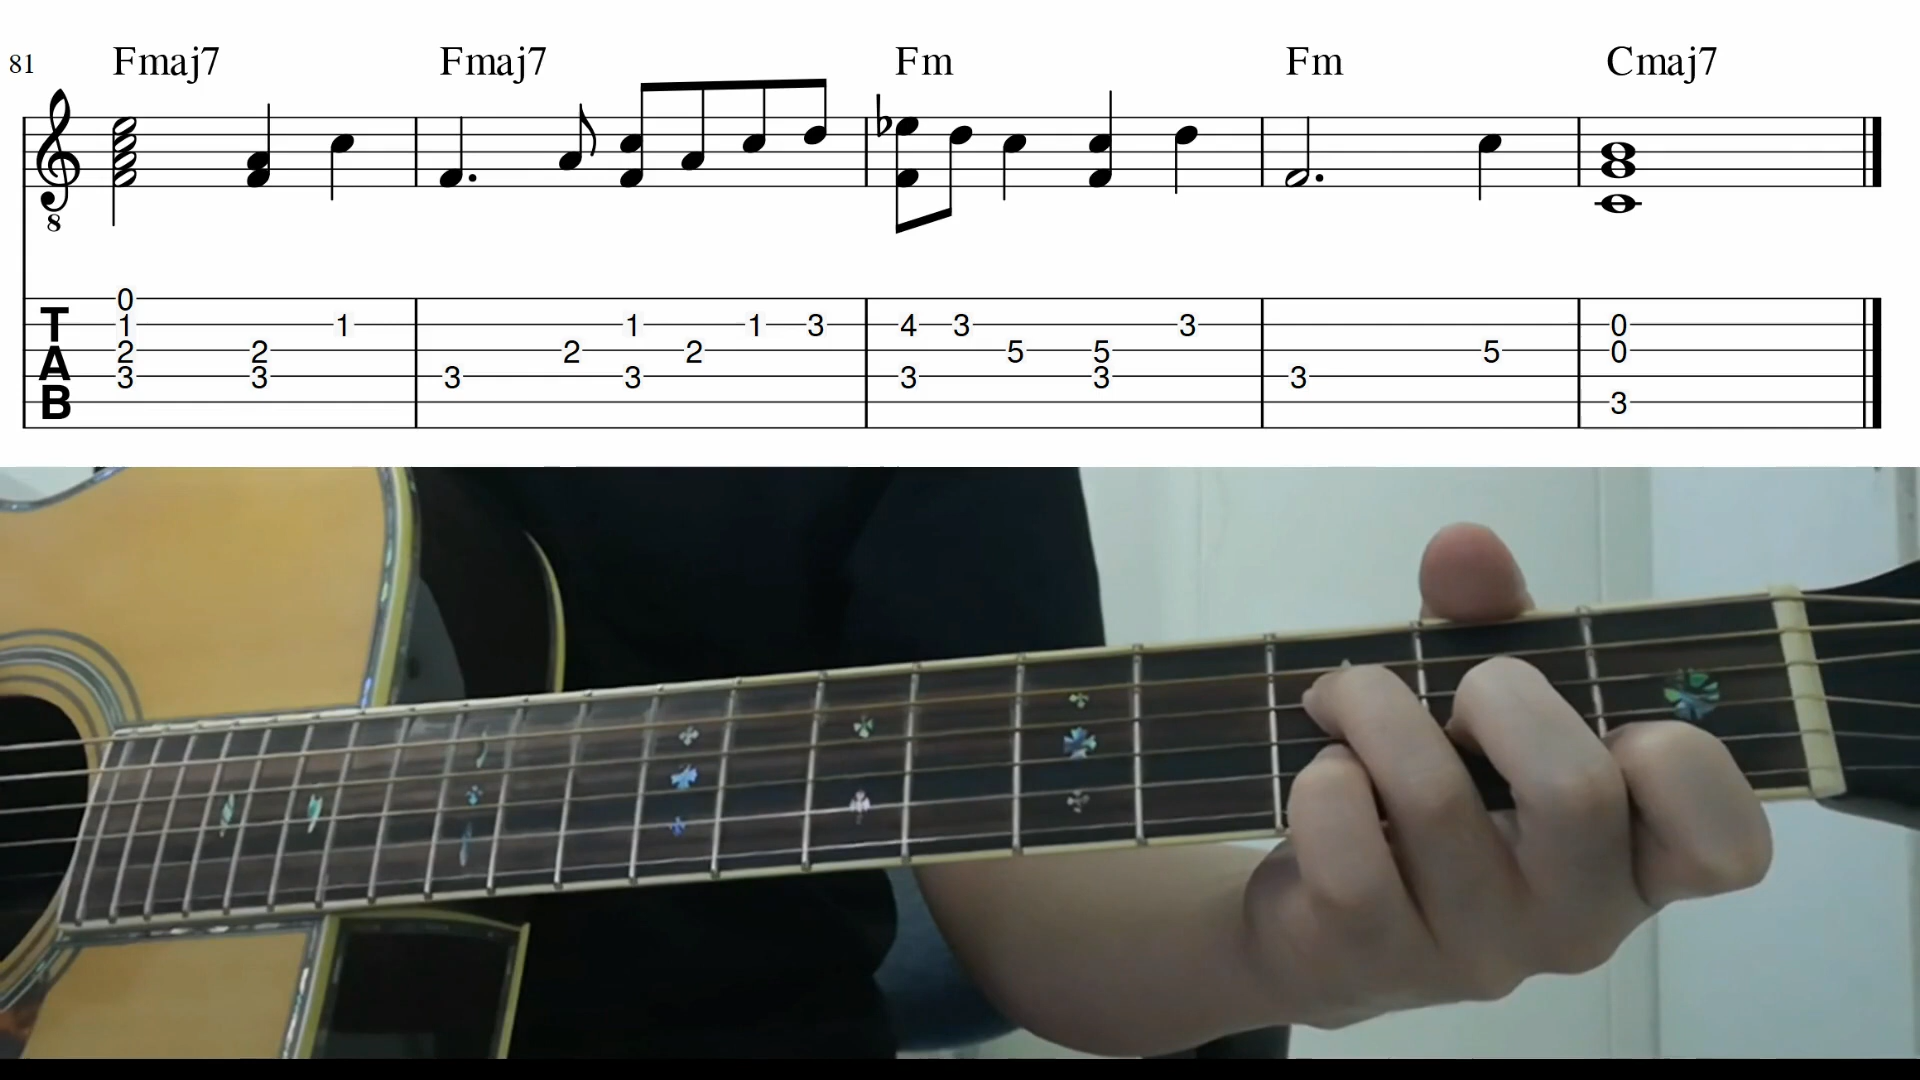 81 Fmaj7 Fmaj7 Fm Fm Cmaj7
8
0
1 1 1 1 3 4 3 3 0
T 2 2 2 2 5 5 5 0
A 3 3 3 3 3 3 3
B 3